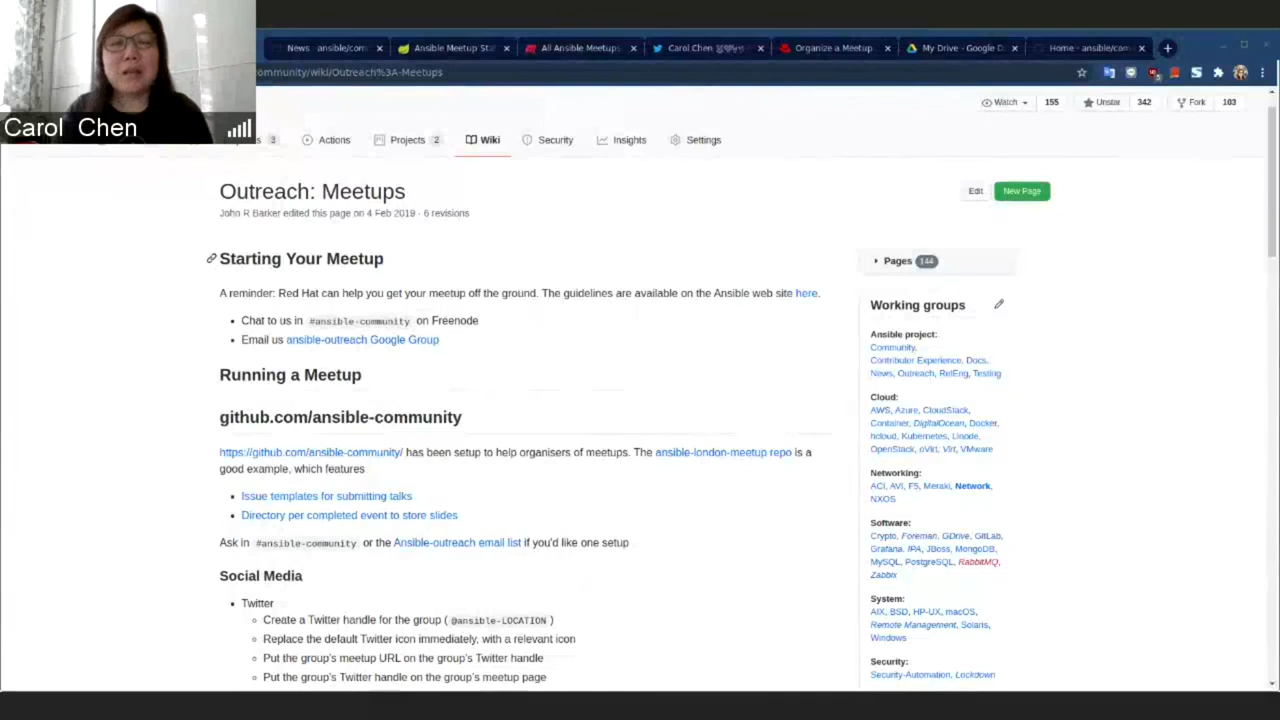 Carol Chen
News · ansible/com
Ansible Meetup Sta
All Ansible Meetups
Carol Chen
Organize a Meetup
My Drive - Google D
Home · ansible/com
ommunity/wiki/Outreach%3A-Meetups
Watch 155
Unstar 342
Fork 103
3
Actions
Projects 2
Wiki
Security
Insights
Settings
Outreach: Meetups
Edit
New Page
John R Barker edited this page on 4 Feb 2019 · 6 revisions
Starting Your Meetup
A reminder: Red Hat can help you get your meetup off the ground. The guidelines are available on the Ansible web site here.
• Chat to us in #ansible-community on Freenode
• Email us ansible-outreach Google Group
Running a Meetup
github.com/ansible-community
https://github.com/ansible-community/ has been setup to help organisers of meetups. The ansible-london-meetup repo is a
good example, which features
• Issue templates for submitting talks
• Directory per completed event to store slides
Ask in #ansible-community or the Ansible-outreach email list if you'd like one setup
Social Media
• Twitter
◦ Create a Twitter handle for the group ( @ansible-LOCATION )
◦ Replace the default Twitter icon immediately, with a relevant icon
◦ Put the group's meetup URL on the group's Twitter handle
◦ Put the group's Twitter handle on the group's meetup page
Pages 144
Working groups
Ansible project:
Community,
Contributor Experience, Docs,
News, Outreach, RelEng, Testing
Cloud:
AWS, Azure, CloudStack,
Container, DigitalOcean, Docker,
hcloud, Kubernetes, Linode,
OpenStack, oVirt, Virt, VMware
Networking:
ACI, AVI, F5, Meraki, Network,
NXOS
Software:
Crypto, Foreman, GDrive, GitLab,
Grafana, IPA, JBoss, MongoDB,
MySQL, PostgreSQL, RabbitMQ,
Zabbix
System:
AIX, BSD, HP-UX, macOS,
Remote Management, Solaris,
Windows
Security:
Security-Automation, Lockdown